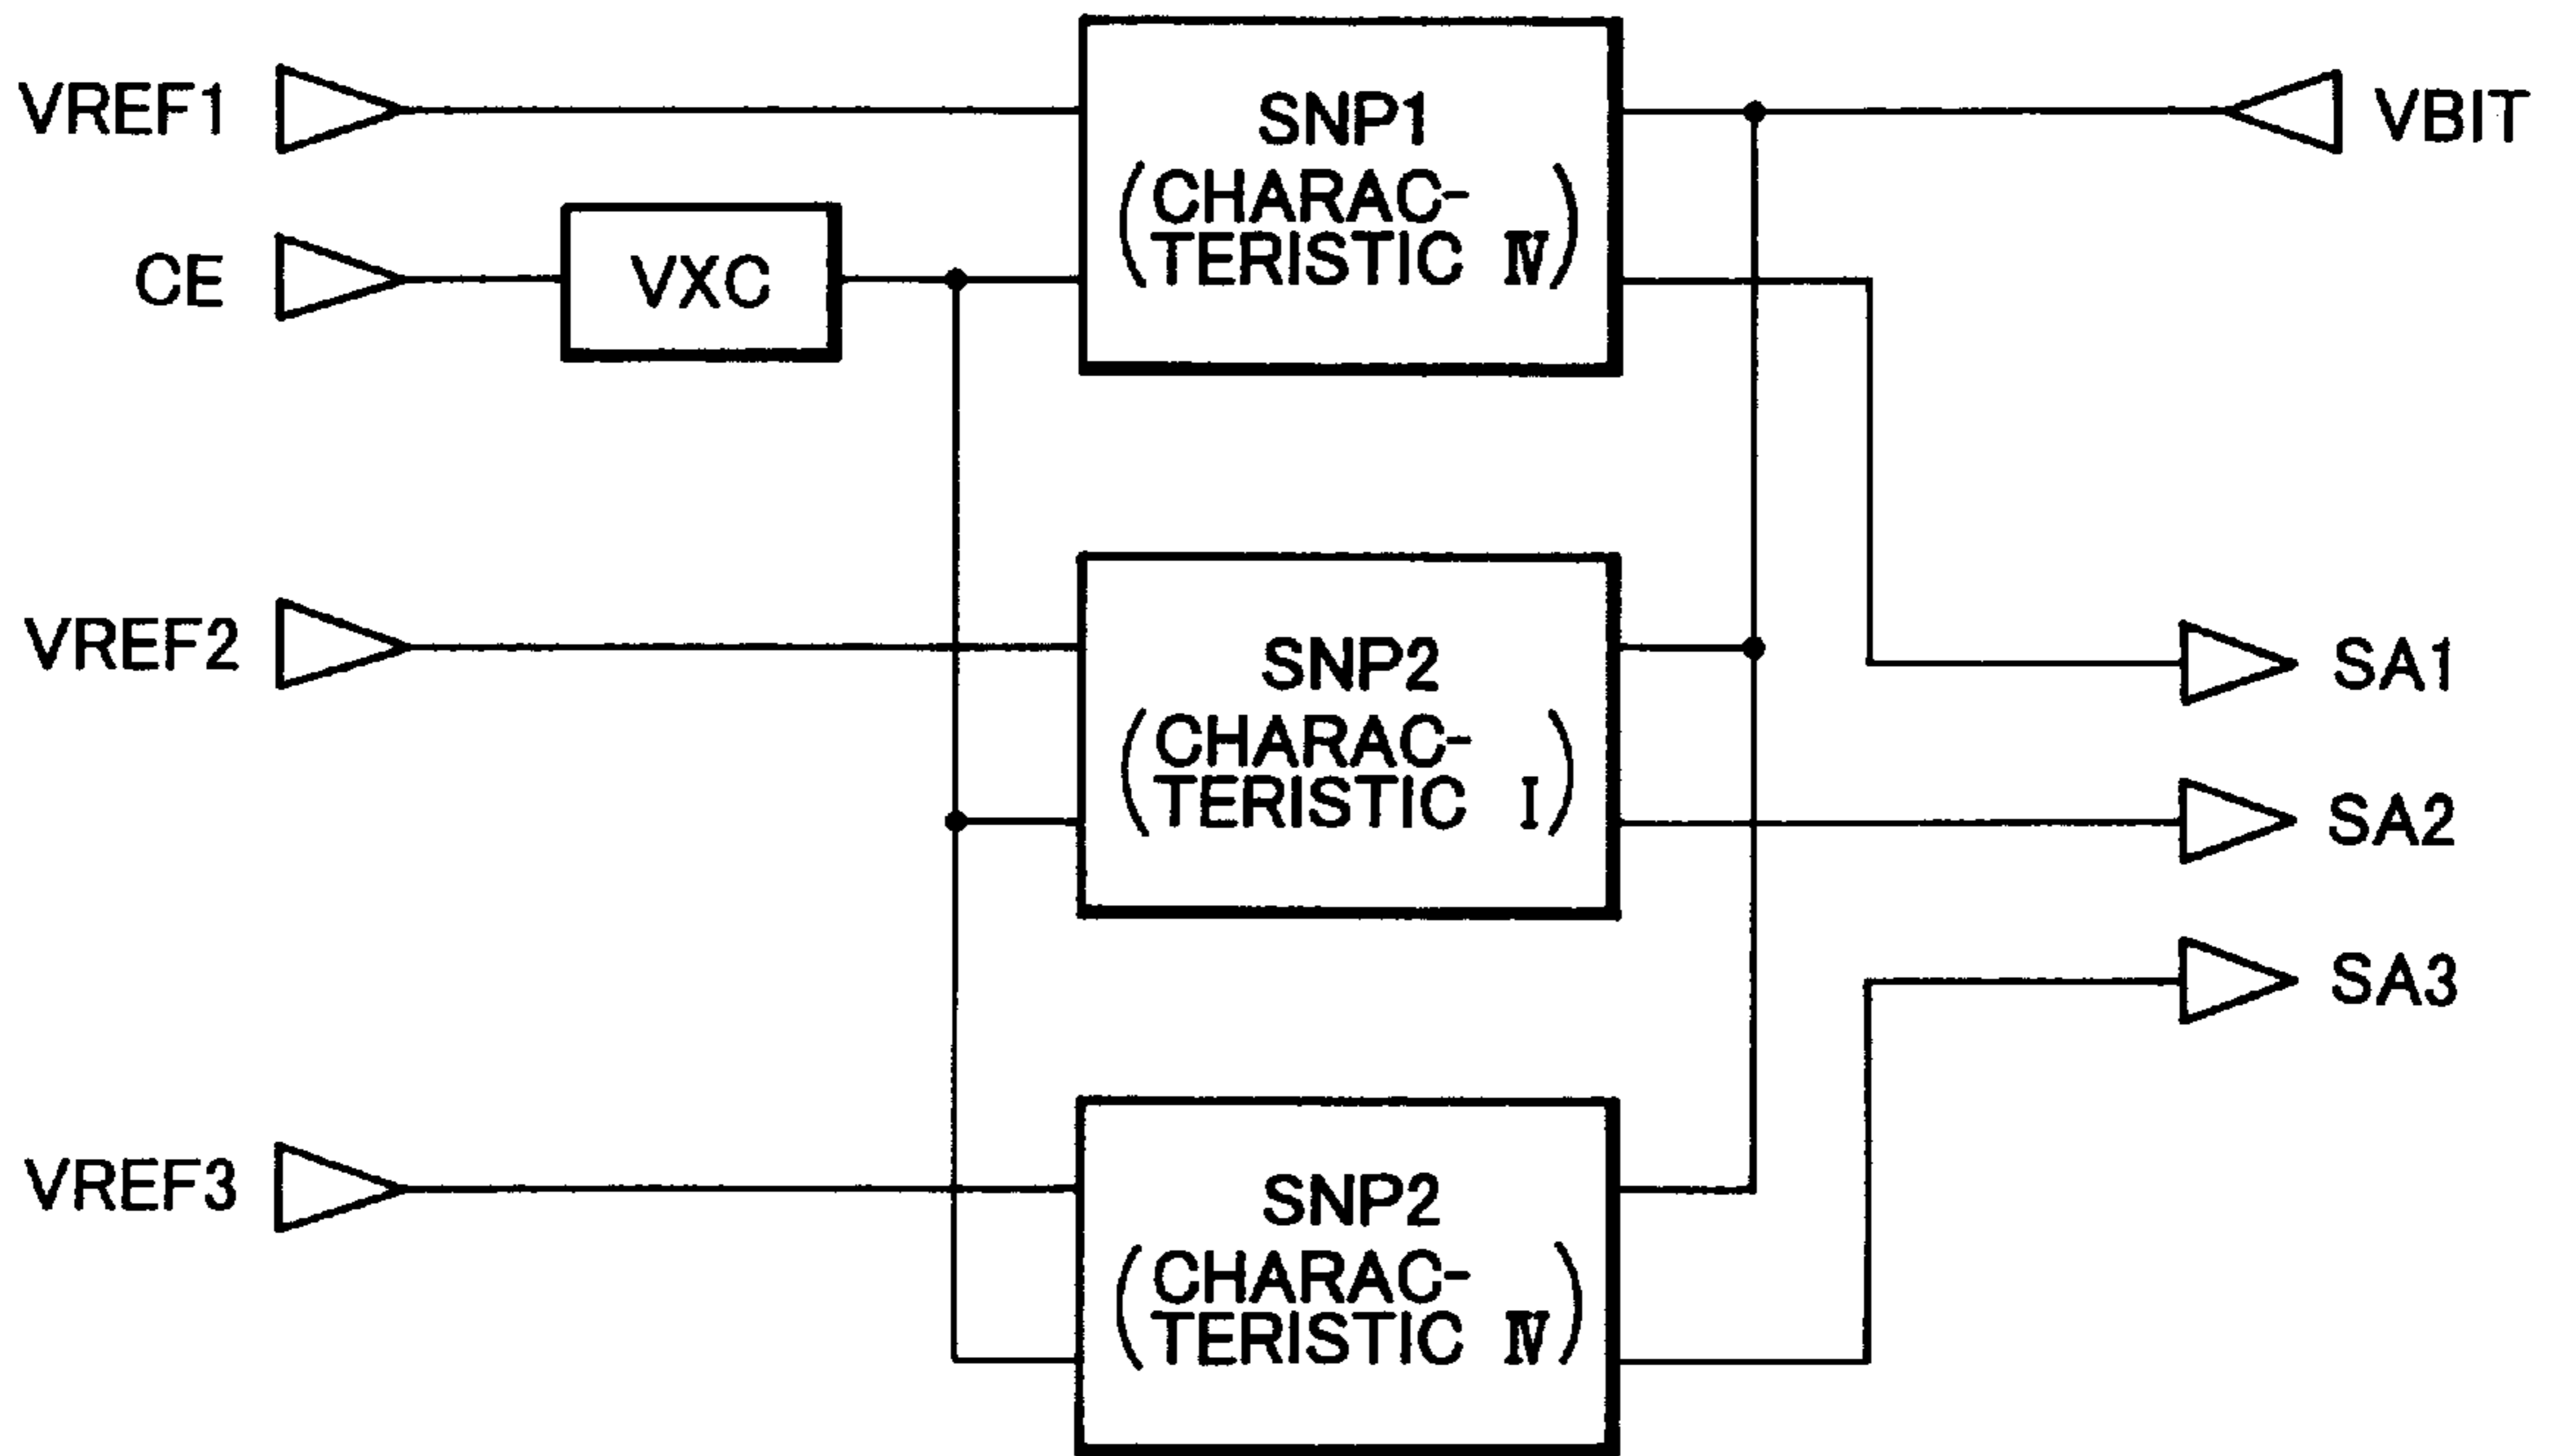 VREF1
SNP1
(CHARAC-
TERISTIC Ⅳ)
VBIT
CE
VXC
VREF2
SNP2
(CHARAC-
TERISTIC Ⅰ)
SA1
SA2
SA3
VREF3
SNP2
(CHARAC-
TERISTIC Ⅳ)